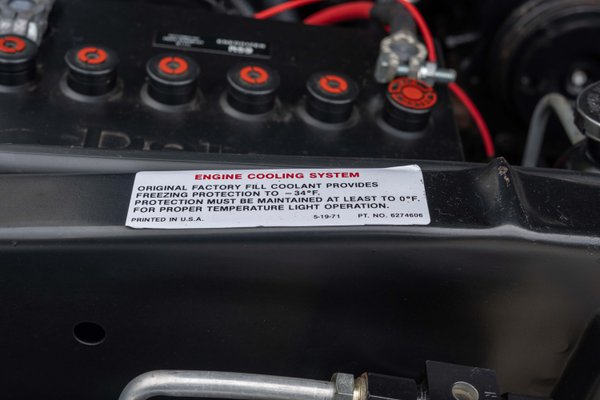 ENGINE COOLING SYSTEM
ORIGINAL FACTORY FILL COOLANT PROVIDES
FREEZING PROTECTION TO -34°F.
PROTECTION MUST BE MAINTAINED AT LEAST TO 0°F.
FOR PROPER TEMPERATURE LIGHT OPERATION.
PRINTED IN U.S.A. 5-19-71 PT. NO. 6274606